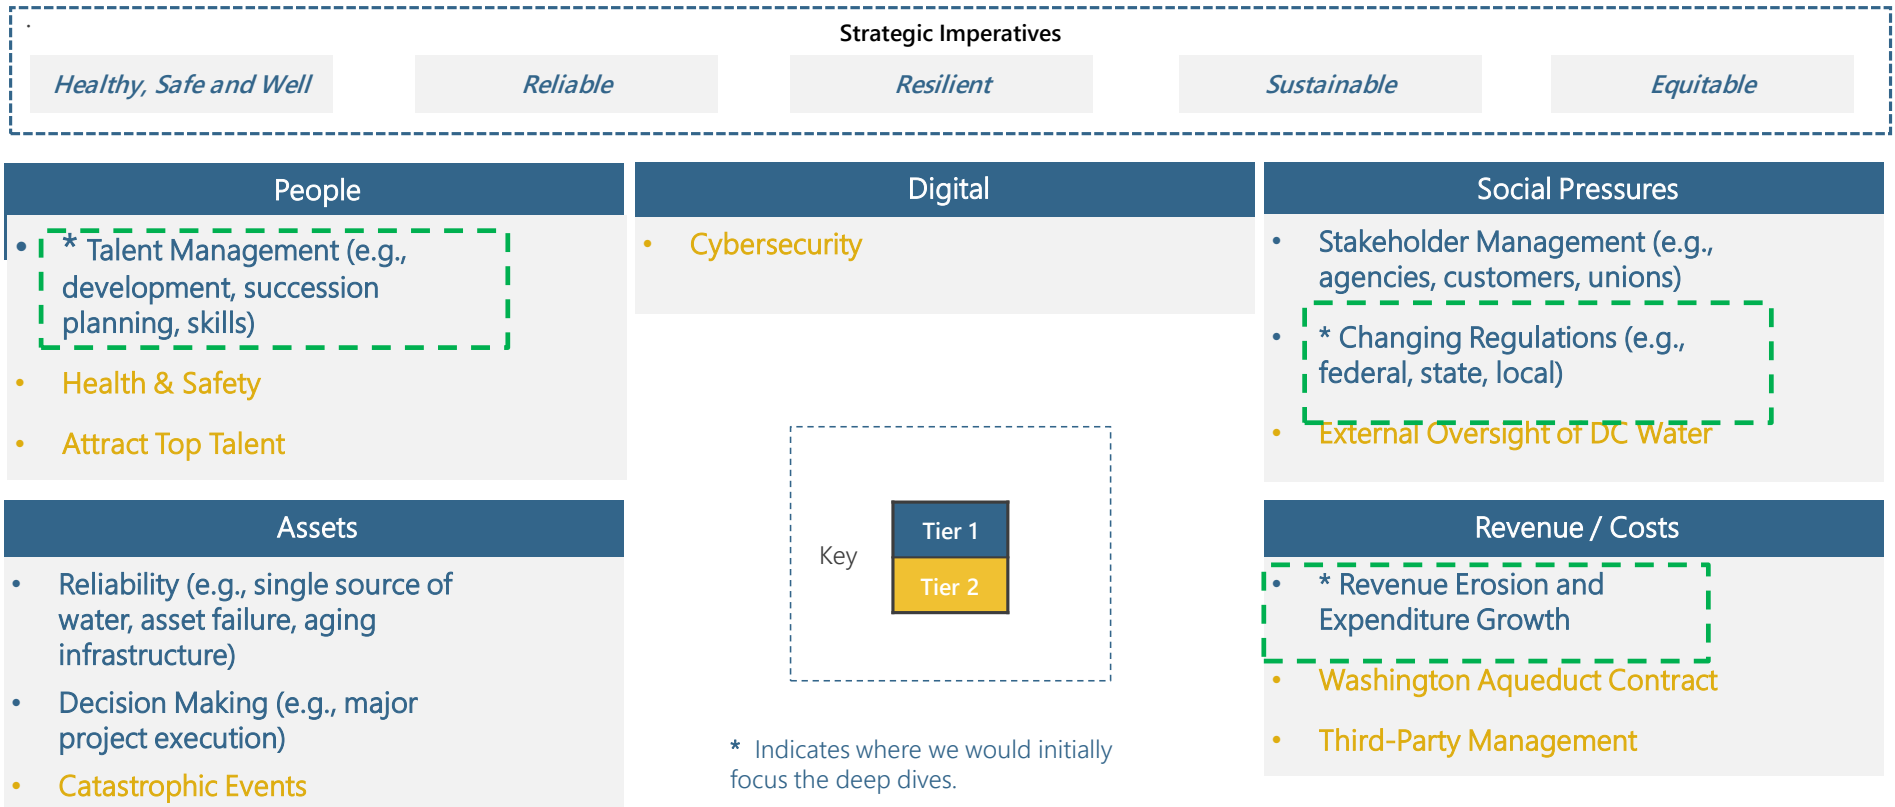 Strategic Imperatives
Healthy, Safe and Well
Reliable
Resilient
Sustainable
Equitable
People
• * Talent Management (e.g.,
development, succession
planning, skills)
• Health & Safety
• Attract Top Talent
Digital
• Cybersecurity
Social Pressures
• Stakeholder Management (e.g.,
agencies, customers, unions)
• * Changing Regulations (e.g.,
federal, state, local)
• External Oversight of DC Water
Assets
• Reliability (e.g., single source of
water, asset failure, aging
infrastructure)
• Decision Making (e.g., major
project execution)
• Catastrophic Events
Key
Tier 1
Tier 2
* Indicates where we would initially
focus the deep dives.
Revenue / Costs
• * Revenue Erosion and
Expenditure Growth
• Washington Aqueduct Contract
• Third-Party Management